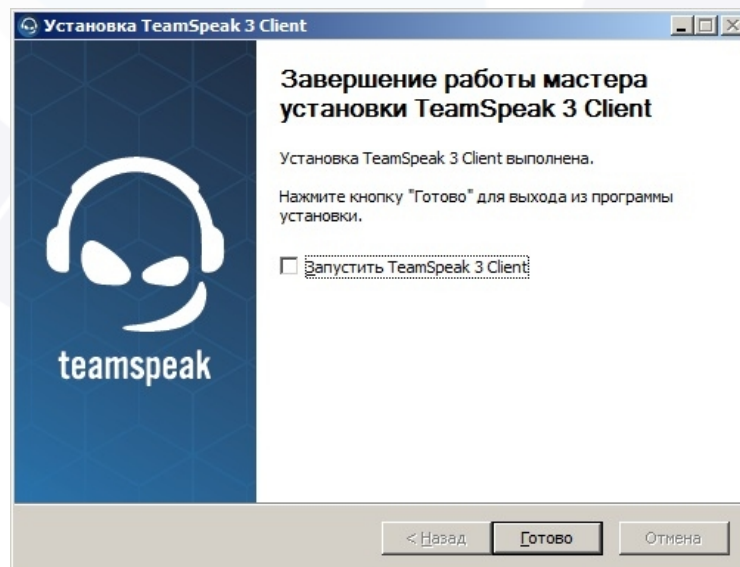 Установка TeamSpeak 3 Client
Завершение работы мастера
установки TeamSpeak 3 Client
Установка TeamSpeak 3 Client выполнена.
Нажмите кнопку "Готово" для выхода из программы
установки.
Запустить TeamSpeak 3 Client
teamspeak
< Назад
Готово
Отмена